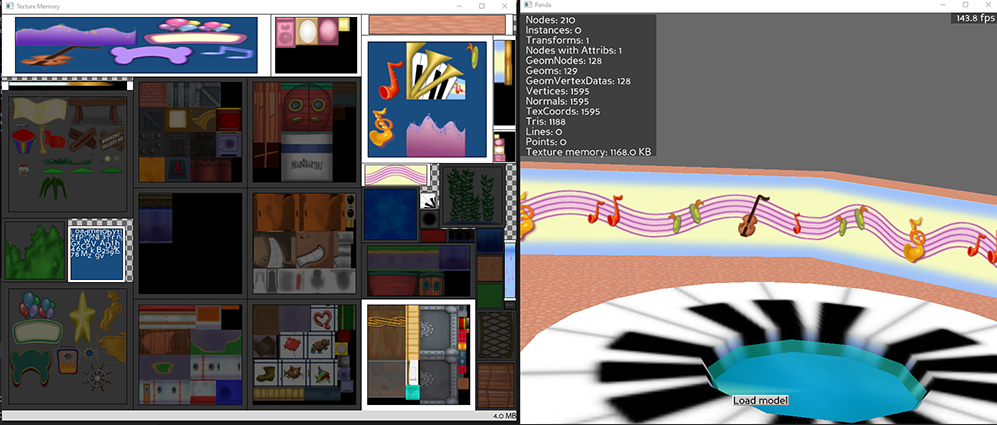 Texture Memory
HEADQUARTERS
4.0 MB
Panda
143.8 fps
Nodes: 210
Instances: 0
Transforms: 1
Nodes with Attribs: 1
GeomNodes: 128
Geoms: 129
GeomVertexDatas: 128
Vertices: 1595
Normals: 1595
TexCoords: 1595
Tris: 1188
Lines: 0
Points: 0
Texture memory: 1168.0 KB
Load model